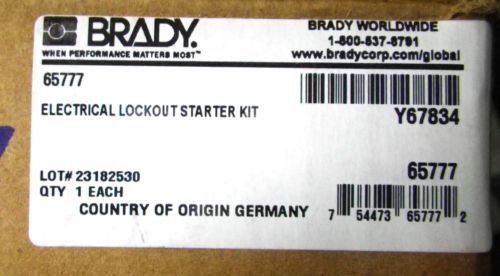 BRADY.
WHEN PERFORMANCE MATTERS MOST™
BRADY WORLDWIDE
1-800-537-8791
www.bradycorp.com/global
65777
ELECTRICAL LOCKOUT STARTER KIT
Y67834
LOT# 23182530
QTY 1 EACH
65777
COUNTRY OF ORIGIN GERMANY
7 54473 65777 2